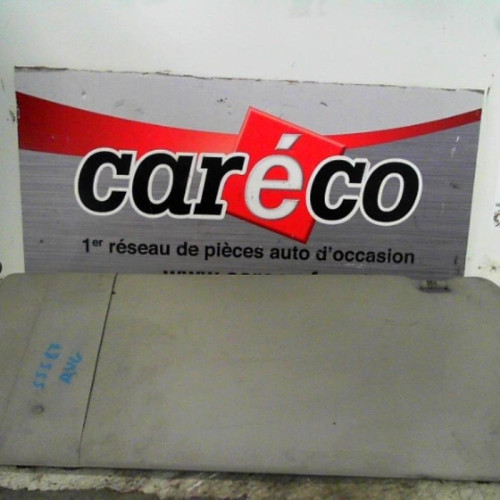 caréco
1er réseau de pièces auto d'occasion